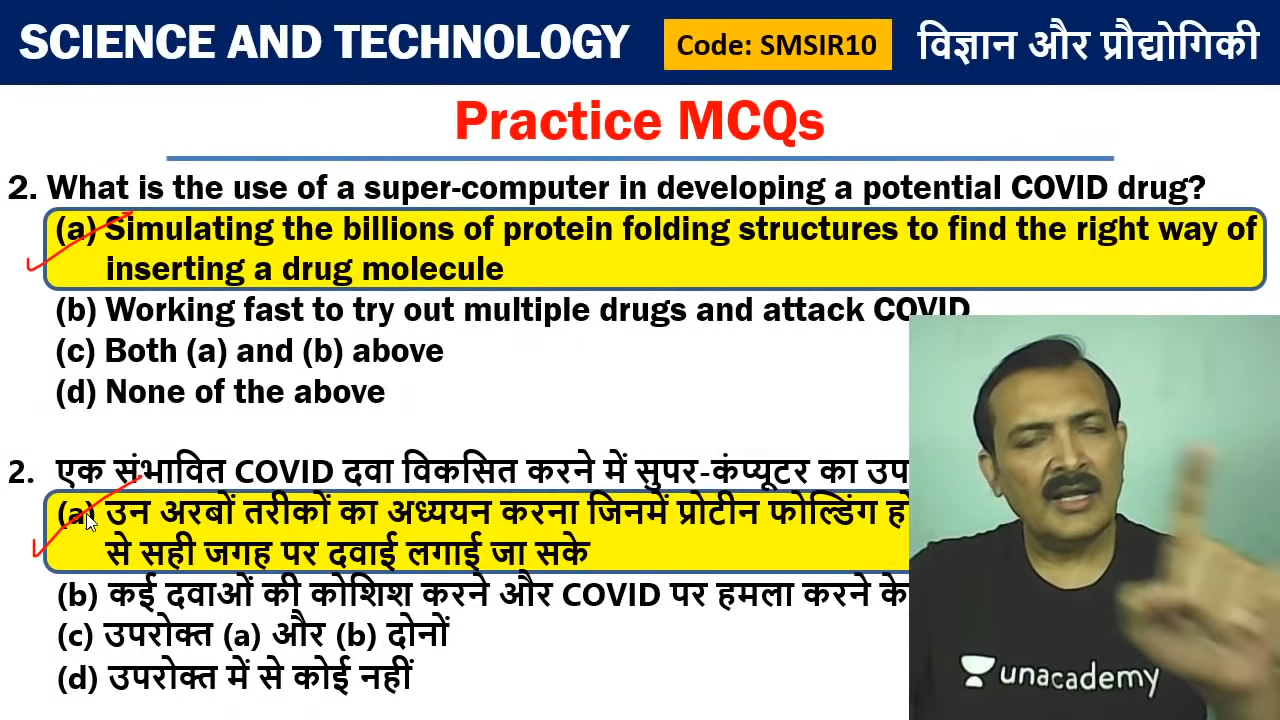 SCIENCE AND TECHNOLOGY
Code: SMSIR10
विज्ञान और प्रौद्योगिकी
Practice MCQs
2. What is the use of a super-computer in developing a potential COVID drug?
(a) Simulating the billions of protein folding structures to find the right way of
inserting a drug molecule
(b) Working fast to try out multiple drugs and attack COVID
(c) Both (a) and (b) above
(d) None of the above
2. एक संभावित COVID दवा विकसित करने में सुपर-कंप्यूटर का
(a) उन अरबों तरीकों का अध्ययन करना जिनमें प्रोटीन फोल्डिंग
से सही जगह पर दवाई लगाई जा सके
(b) कई दवाओं की कोशिश करने और COVID पर हमला करने के
(c) उपरोक्त (a) और (b) दोनों
(d) उपरोक्त में से कोई नहीं
unacademy